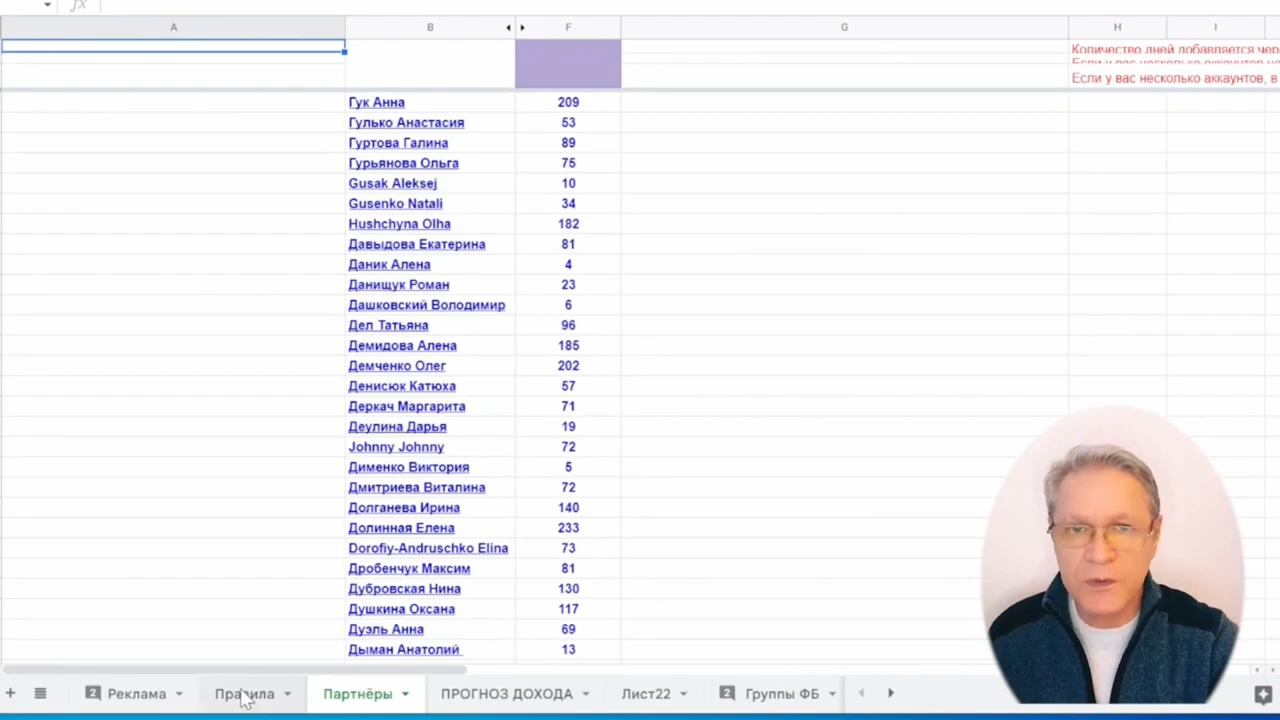 fx
A B F G H I
Количество дней добавляется чер
Если у вас несколько аккаунтов, в
Гук Анна 209
Гулько Анастасия 53
Гуртова Галина 89
Гурьянова Ольга 75
Gusak Aleksej 10
Gusenko Natali 34
Hushchyna Olha 182
Давыдова Екатерина 81
Даник Алена 4
Данищук Роман 23
Дашковский Володимир 6
Дел Татьяна 96
Демидова Алена 185
Демченко Олег 202
Денисюк Катюха 57
Деркач Маргарита 71
Деулина Дарья 19
Johnny Johnny 72
Дименко Виктория 5
Дмитриева Виталина 72
Долганева Ирина 140
Долинная Елена 233
Dorofiy-Andruschko Elina 73
Дробенчук Максим 81
Дубровская Нина 130
Душкина Оксана 117
Дуэль Анна 69
Дыман Анатолий 13
2 Реклама Правила Партнёры ПРОГНОЗ ДОХОДА Лист22 2 Группы ФБ